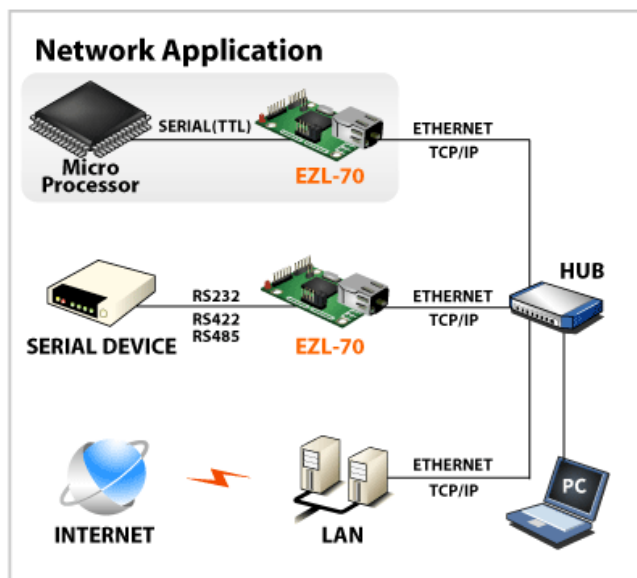 Network Application
SERIAL(TTL)
ETHERNET
TCP/IP
Micro
Processor
EZL-70
HUB
RS232
RS422
RS485
ETHERNET
TCP/IP
SERIAL DEVICE
EZL-70
ETHERNET
TCP/IP
PC
INTERNET
LAN